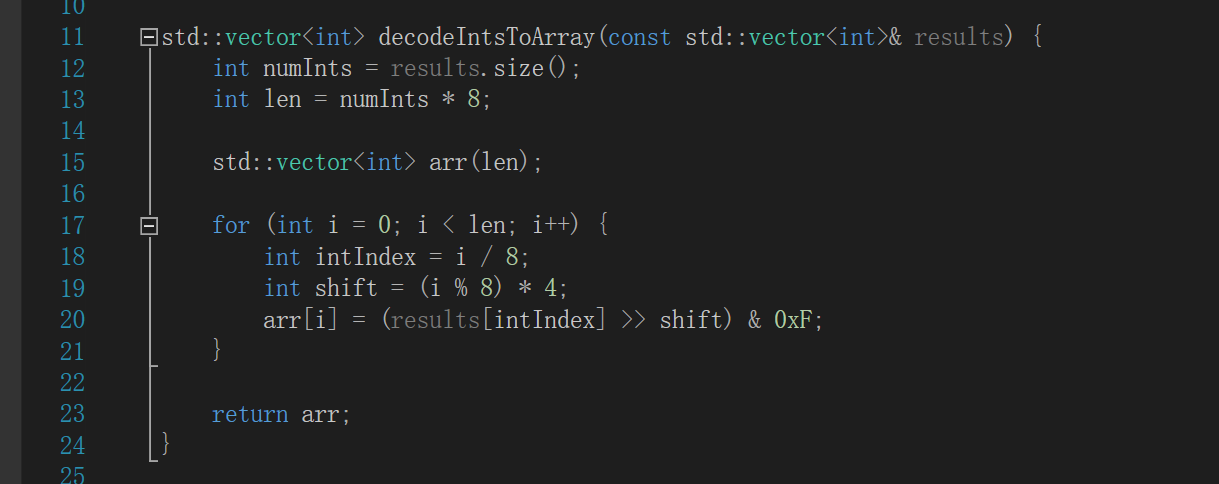 10
11 std::vector<int> decodeIntsToArray(const std::vector<int>& results) {
12 int numInts = results.size();
13 int len = numInts * 8;
14
15 std::vector<int> arr(len);
16
17 for (int i = 0; i < len; i++) {
18 int intIndex = i / 8;
19 int shift = (i % 8) * 4;
20 arr[i] = (results[intIndex] >> shift) & 0xF;
21 }
22
23 return arr;
24 }
25